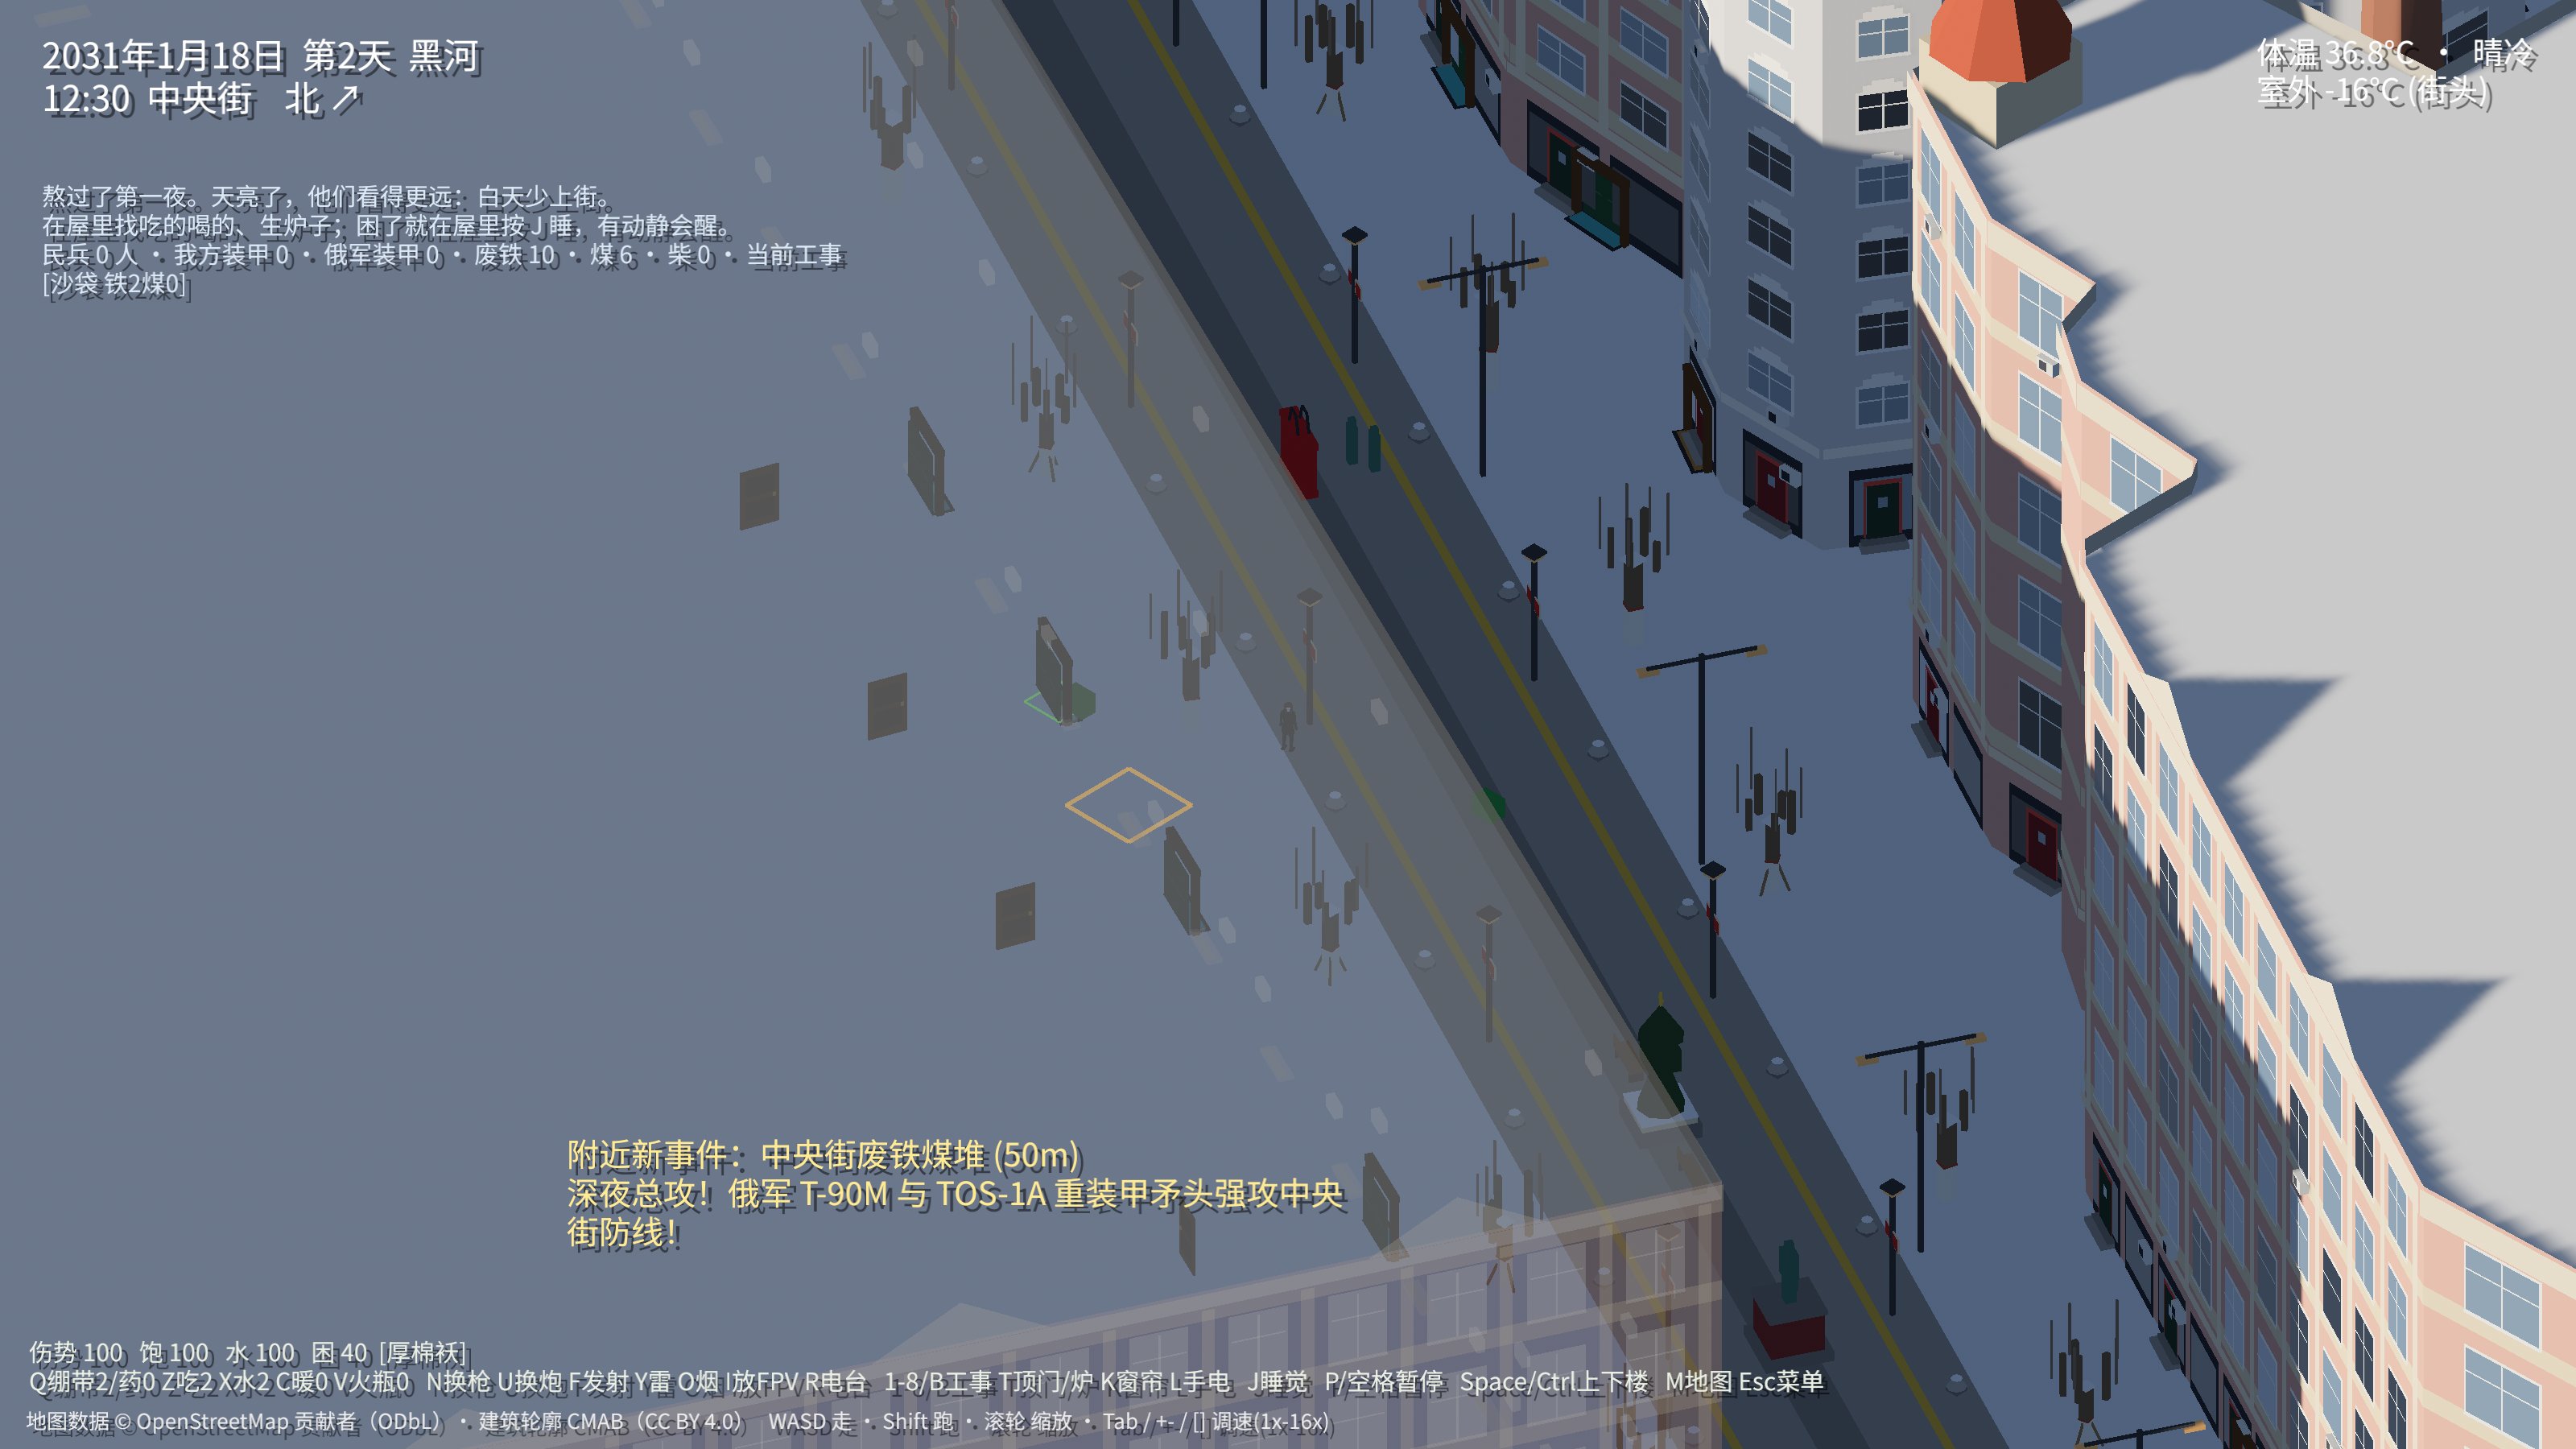 2031年1月18日 第2天 黑河
12:30 中央街 北↗
体温 36.8℃ · 晴冷
室外 -16℃ (街头)
熬过了第一夜。天亮了，他们看得更远：白天少上街。
在屋里找吃的喝的、生炉子；困了就在屋里按 J 睡，有动静会醒。
民兵 0 人 · 我方装甲 0 · 俄军装甲 0 · 废铁 10 · 煤 6 · 柴 0 · 当前工事
[沙袋 铁2煤0]
附近新事件：中央街废铁煤堆 (50m)
深夜总攻！俄军 T-90M 与 TOS-1A 重装甲矛头强攻中央
街防线！
伤势 100 饱 100 水 100 困 40 [厚棉袄]
Q绷带2/药0 Z吃2 X水2 C暖0 V火瓶0 N换枪 U换炮 F发射 Y雷 O烟 I放FPV R电台 1-8/B工事 T顶门/炉 K窗帘 L手电 J睡觉 P/空格暂停 Space/Ctrl上下楼 M地图 Esc菜单
地图数据 © OpenStreetMap 贡献者（ODbL） · 建筑轮廓 CMAB（CC BY 4.0） WASD 走 · Shift 跑 · 滚轮 缩放 · Tab / +- / [] 调速(1x-16x)